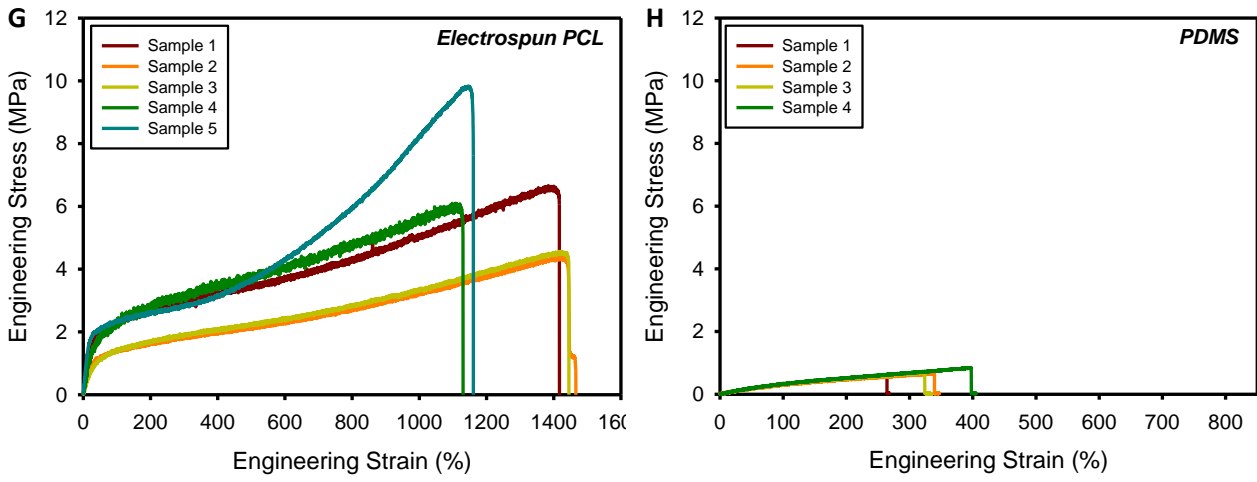 G
Electrospun PCL
Sample 1
Sample 2
Sample 3
Sample 4
Sample 5
Engineering Stress (MPa)
12
10
8
6
4
2
0
0 200 400 600 800 1000 1200 1400 160
Engineering Strain (%)
H
PDMS
Sample 1
Sample 2
Sample 3
Sample 4
Engineering Stress (MPa)
12
10
8
6
4
2
0
0 100 200 300 400 500 600 700 800
Engineering Strain (%)